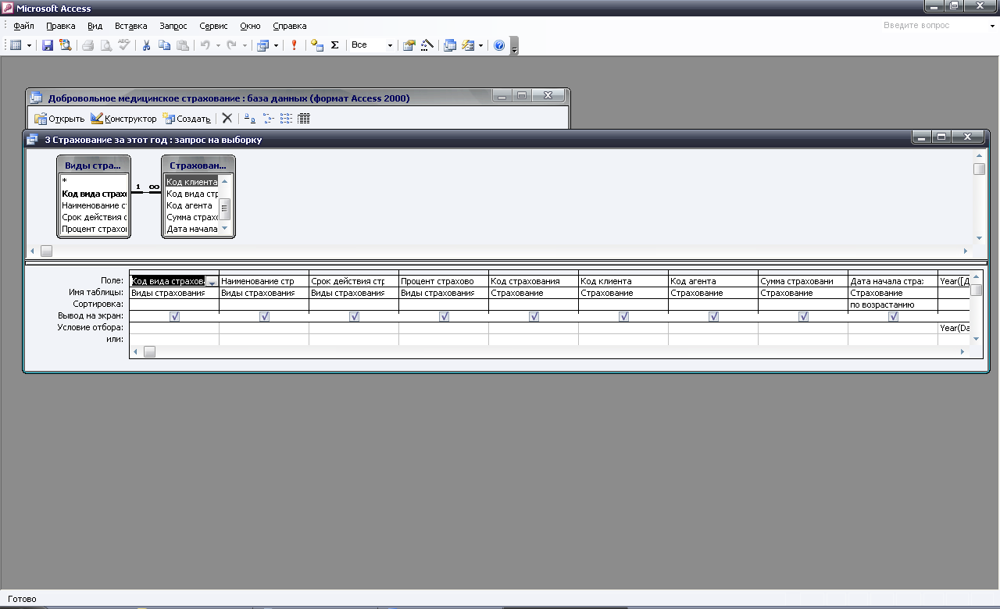 Microsoft Access
Файл Правка Вид Вставка Запрос Сервис Окно Справка Введите вопрос
Все
Добровольное медицинское страхование : база данных (формат Access 2000)
Открыть Конструктор Создать
3 Страхование за этот год : запрос на выборку
Виды стра... Страхован...
*
Код вида страхо
Наименование ст
Срок действия с
Процент страхо
1 ∞
Код клиента
Код вида стр
Код агента
Сумма страхо
Дата начала
Поле: Код вида страхова Наименование стр Срок действия стр Процент страхово Код страхования Код клиента Код агента Сумма страховани Дата начала стра: Year([Д
Имя таблицы: Виды страхования Виды страхования Виды страхования Виды страхования Страхование Страхование Страхование Страхование Страхование
Сортировка: по возрастанию
Вывод на экран:
Условие отбора: Year(Da
или:
Готово